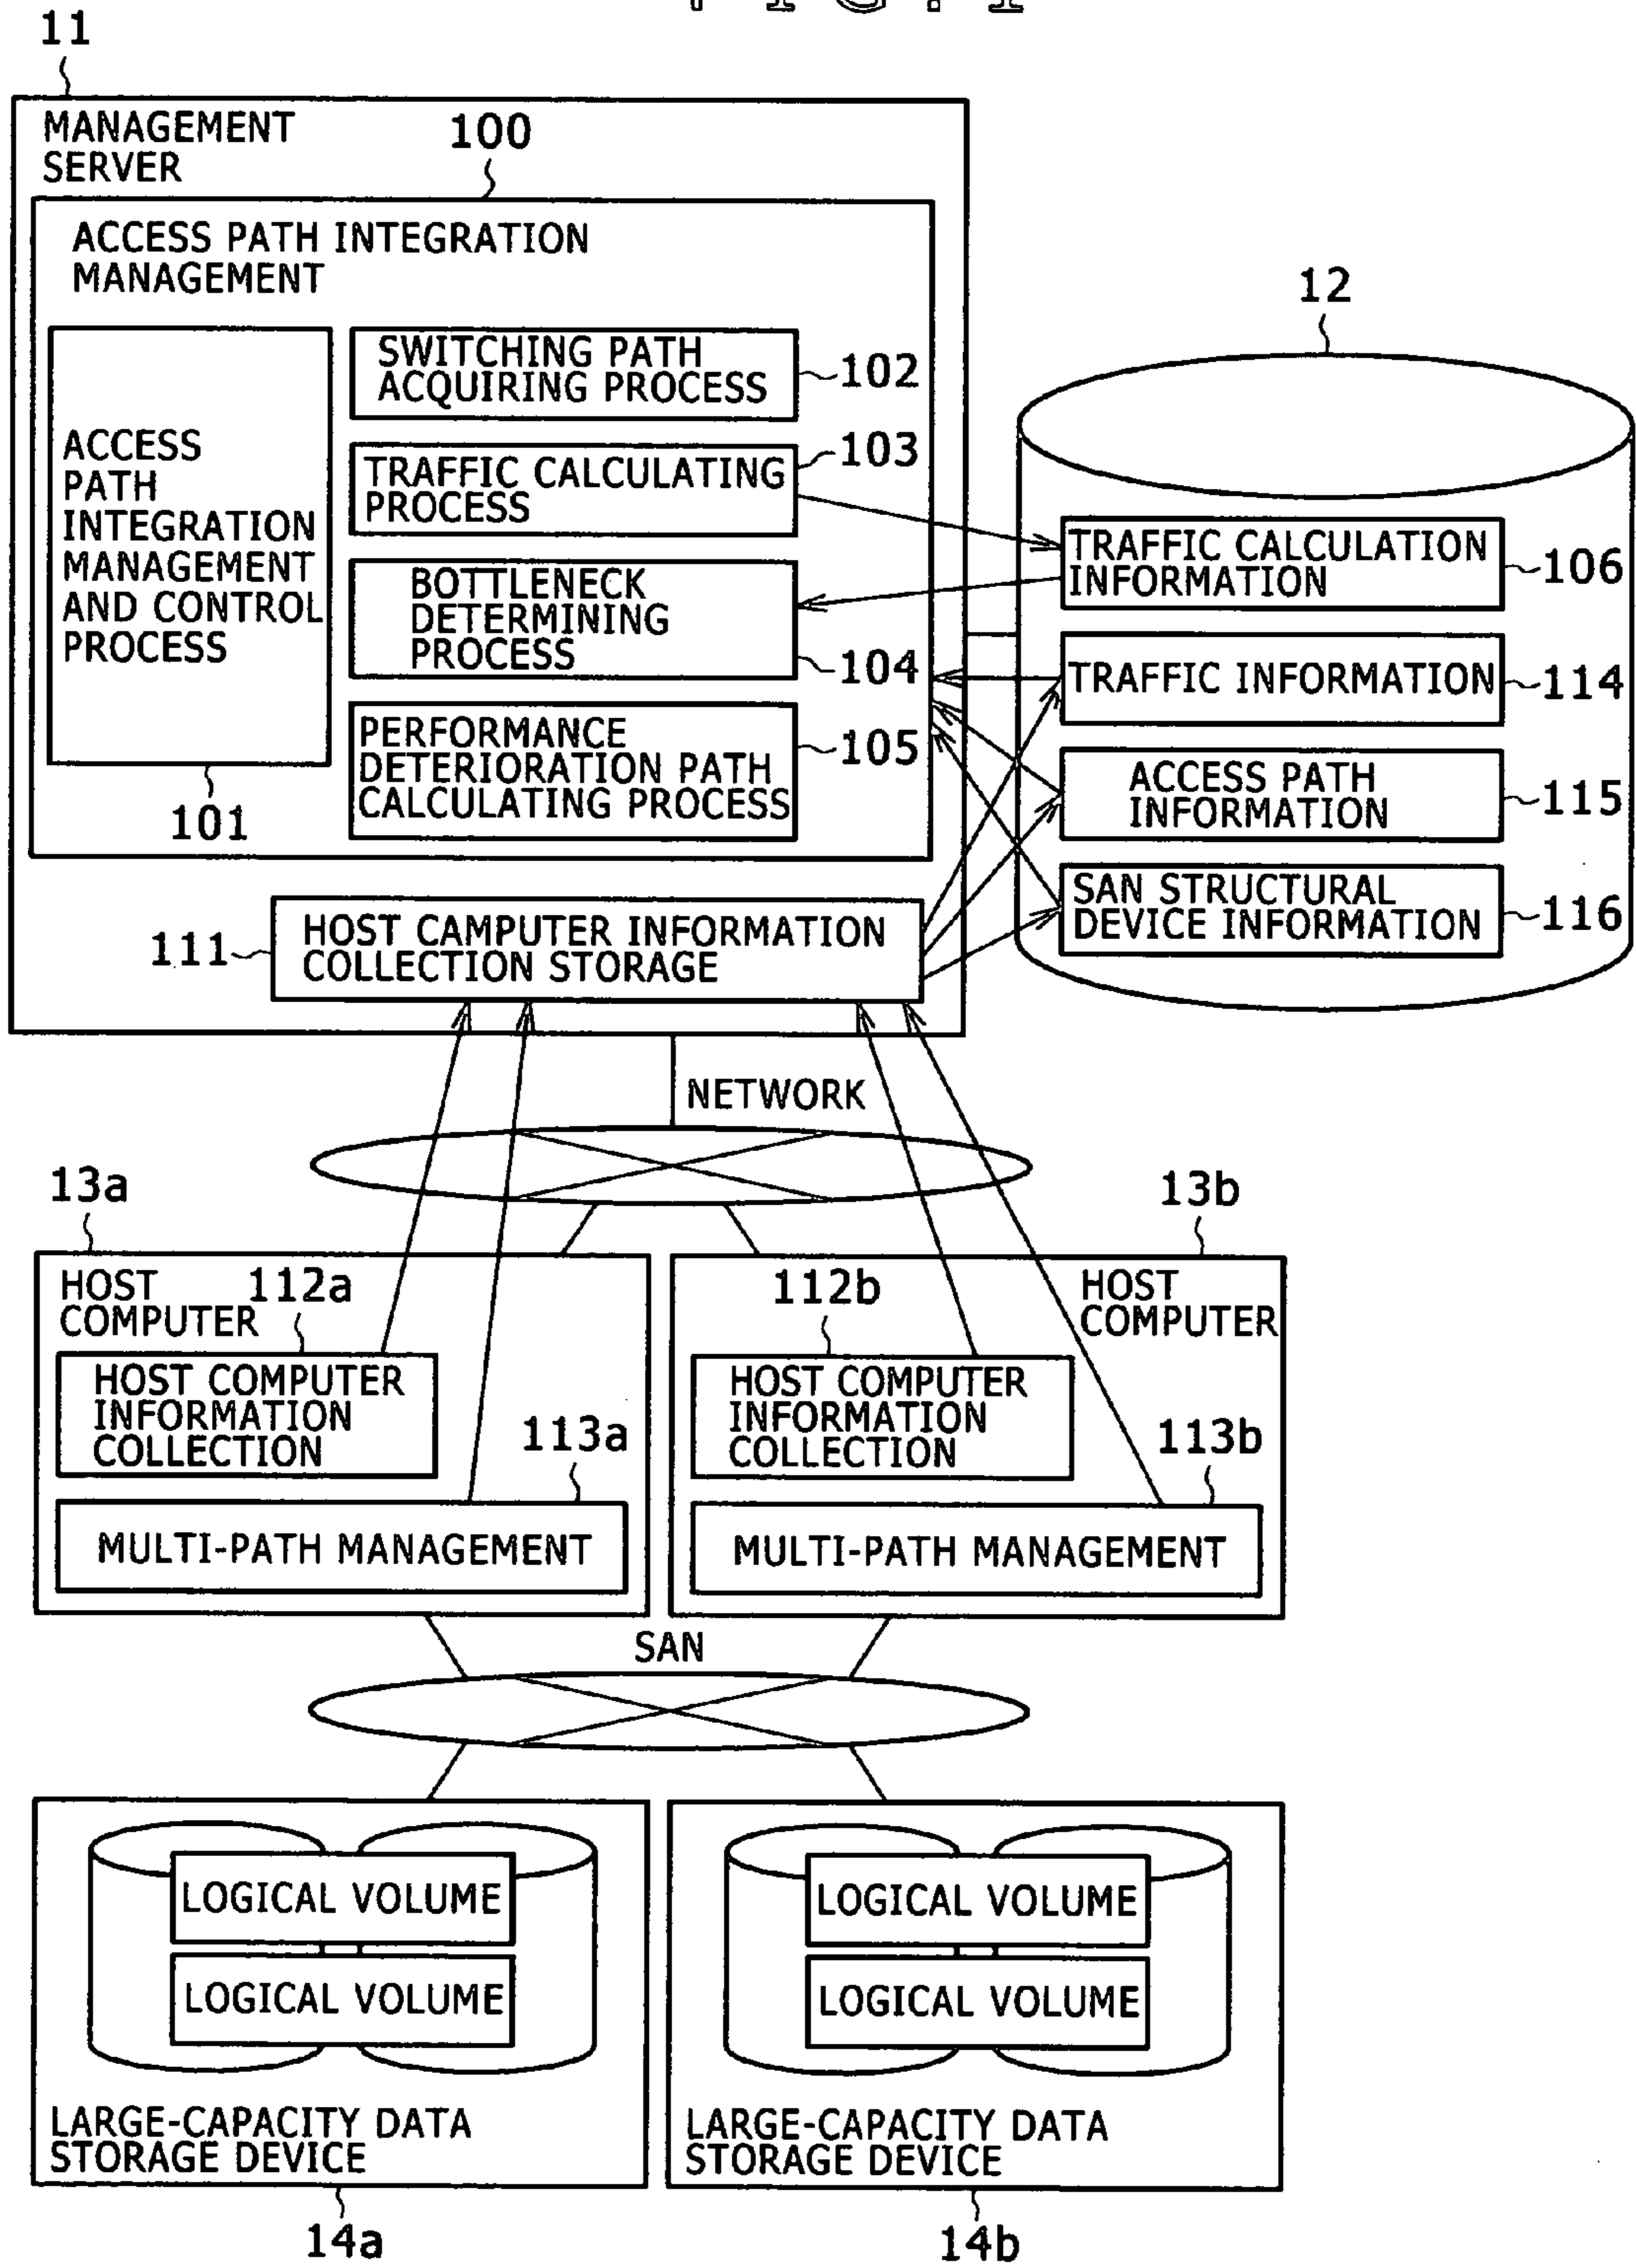 FIG. 1
11
MANAGEMENT
SERVER
100
ACCESS PATH INTEGRATION
MANAGEMENT
ACCESS
PATH
INTEGRATION
MANAGEMENT
AND CONTROL
PROCESS
101
SWITCHING PATH
ACQUIRING PROCESS
102
TRAFFIC CALCULATING
PROCESS
103
BOTTLENECK
DETERMINING
PROCESS
104
PERFORMANCE
DETERIORATION PATH
CALCULATING PROCESS
105
12
TRAFFIC CALCULATION
INFORMATION
106
TRAFFIC INFORMATION
114
ACCESS PATH
INFORMATION
115
SAN STRUCTURAL
DEVICE INFORMATION
116
111
HOST CAMPUTER INFORMATION
COLLECTION STORAGE
NETWORK
13a
HOST
COMPUTER
112a
HOST COMPUTER
INFORMATION
COLLECTION
113a
MULTI-PATH MANAGEMENT
13b
HOST
COMPUTER
112b
HOST COMPUTER
INFORMATION
COLLECTION
113b
MULTI-PATH MANAGEMENT
SAN
LOGICAL VOLUME
LOGICAL VOLUME
LARGE-CAPACITY DATA
STORAGE DEVICE
14a
LOGICAL VOLUME
LOGICAL VOLUME
LARGE-CAPACITY DATA
STORAGE DEVICE
14b